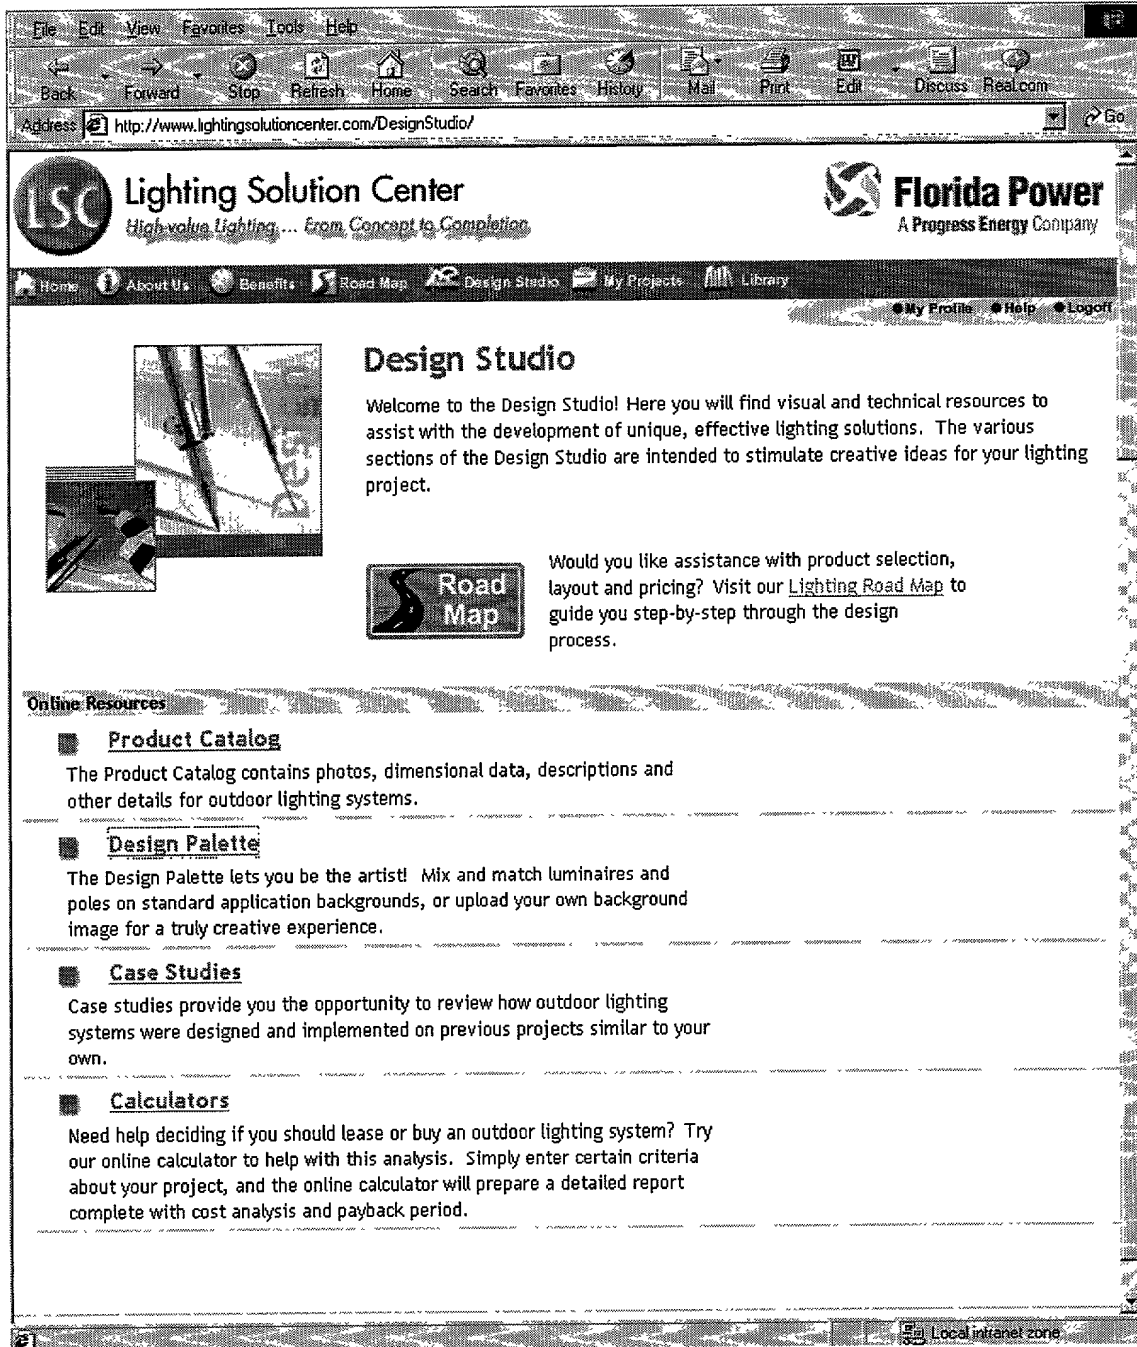 File Edit View Favorites Tools Help
Back Forward Stop Refresh Home Search Favorites History Mail Print Edit Discuss Real.com
Address http://www.lightingsolutioncenter.com/DesignStudio/ Go
LSC Lighting Solution Center
High-value Lighting... From Concept to Completion
Florida Power
A Progress Energy Company
Home About Us Benefits Road Map Design Studio My Projects Library
My Profile Help Logoff
Design
Design Studio
Welcome to the Design Studio! Here you will find visual and technical resources to
assist with the development of unique, effective lighting solutions. The various
sections of the Design Studio are intended to stimulate creative ideas for your lighting
project.
Road
Map
Would you like assistance with product selection,
layout and pricing? Visit our Lighting Road Map to
guide you step-by-step through the design
process.
Online Resources
Product Catalog
The Product Catalog contains photos, dimensional data, descriptions and
other details for outdoor lighting systems.
Design Palette
The Design Palette lets you be the artist! Mix and match luminaires and
poles on standard application backgrounds, or upload your own background
image for a truly creative experience.
Case Studies
Case studies provide you the opportunity to review how outdoor lighting
systems were designed and implemented on previous projects similar to your
own.
Calculators
Need help deciding if you should lease or buy an outdoor lighting system? Try
our online calculator to help with this analysis. Simply enter certain criteria
about your project, and the online calculator will prepare a detailed report
complete with cost analysis and payback period.
Local intranet zone